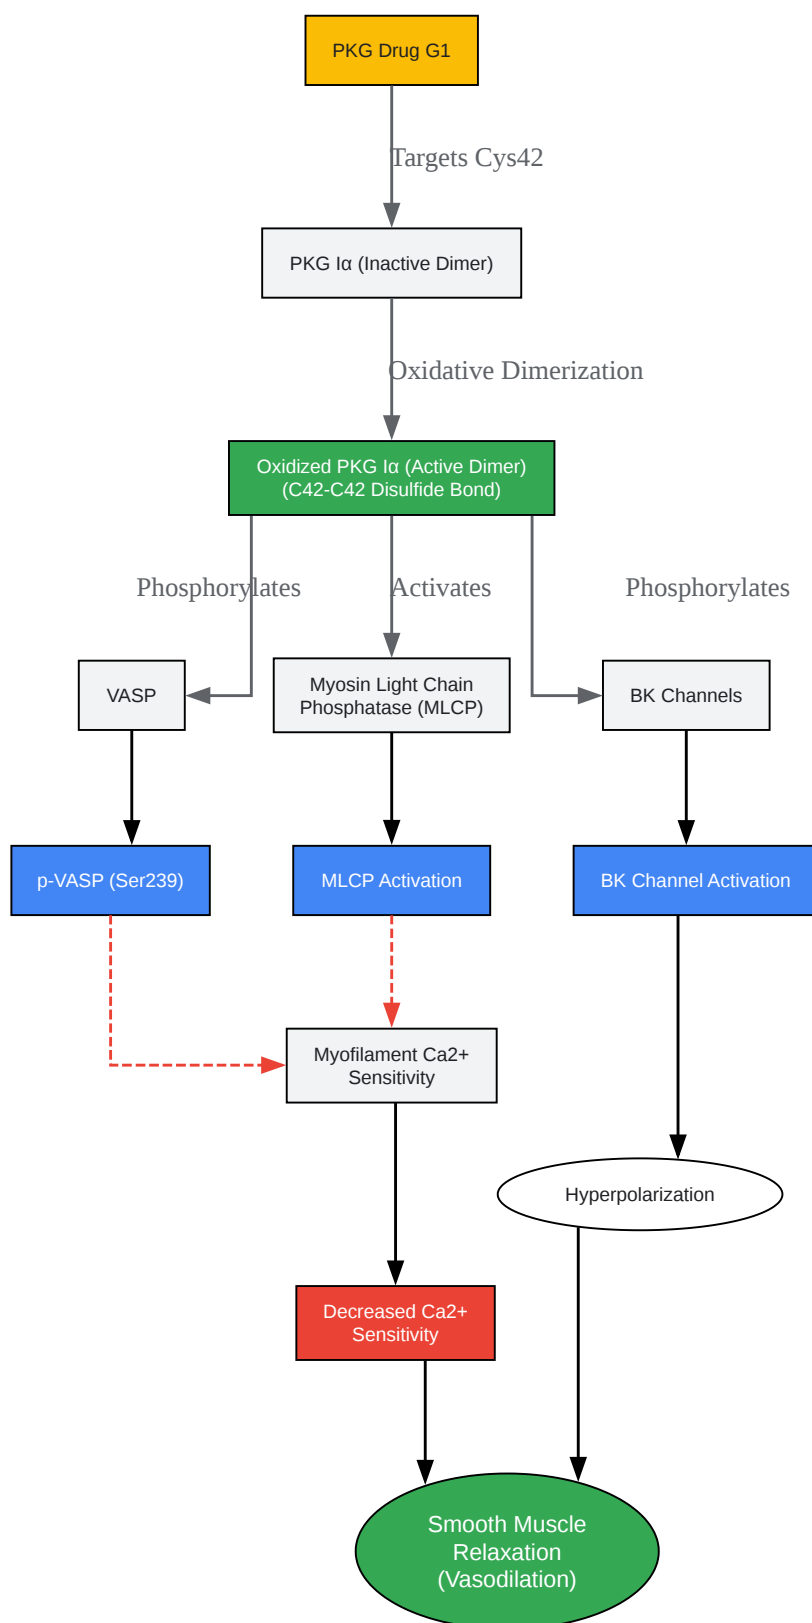 PKG Drug G1
Targets Cys42
PKG Iα (Inactive Dimer)
Oxidative Dimerization
Oxidized PKG Iα (Active Dimer)
(C42-C42 Disulfide Bond)
Phosphorylates
Activates
Phosphorylates
VASP
Myosin Light Chain
Phosphatase (MLCP)
BK Channels
p-VASP (Ser239)
MLCP Activation
BK Channel Activation
Myofilament Ca2+
Sensitivity
Hyperpolarization
Decreased Ca2+
Sensitivity
Smooth Muscle
Relaxation
(Vasodilation)